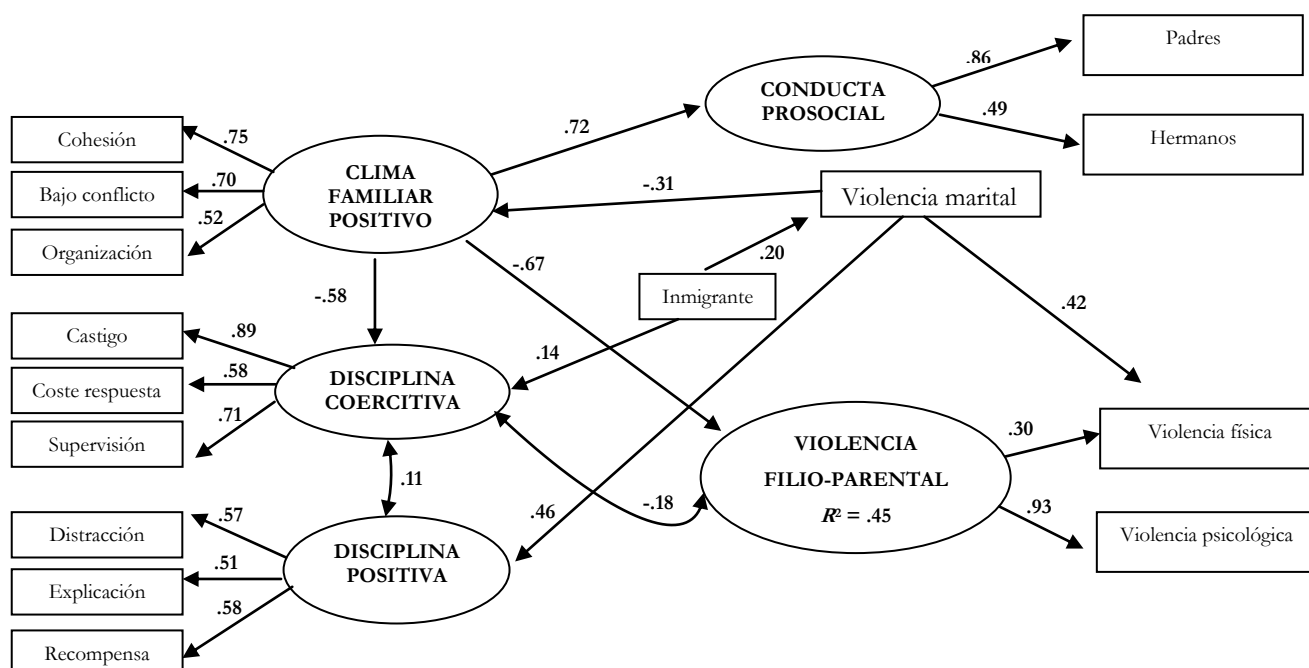 Padres
.86
CONDUCTA
PROSOCIAL
.49
Hermanos
.72
Cohesión
.75
Bajo conflicto
.70
Organización
.52
CLIMA
FAMILIAR
POSITIVO
-.31
Violencia marital
.20
Inmigrante
-.67
-.58
.42
.14
Castigo
.89
Coste respuesta
.58
Supervisión
.71
DISCIPLINA
COERCITIVA
VIOLENCIA
FILIO-PARENTAL
R² = .45
.30
Violencia física
.93
Violencia psicológica
.11
-.18
.46
Distracción
.57
Explicación
.51
Recompensa
.58
DISCIPLINA
POSITIVA